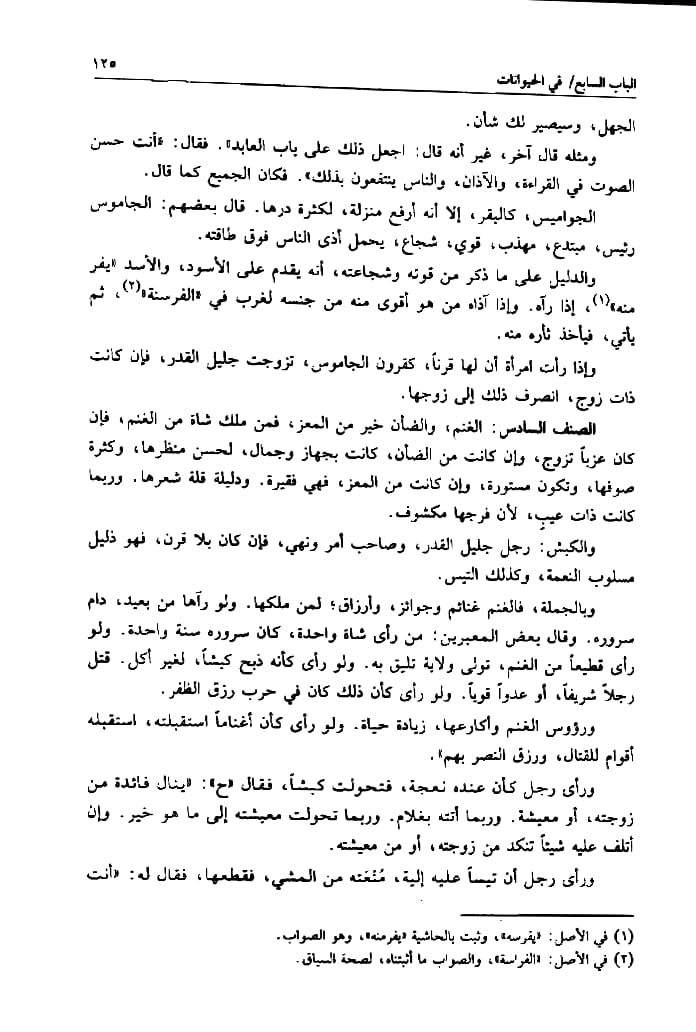 الباب السابع/ في الحيوانات
١٢٥
الجهل، وسيصير لك شأن.
ومثله قال آخر، غير أنه قال: اجعل ذلك على باب العابد». فقال: «أنت حسن
الصوت في القراءة، والآذان، والناس ينتفعون بذلك». فكان الجميع كما قال.
الجواميس، كالبقر، إلا أنه أرفع منزلة، لكثرة درها. قال بعضهم: الجاموس
رئيس، مبتدع، مهذب، قوي، شجاع، يحمل أذى الناس فوق طاقته.
والدليل على ما ذكر من قوته وشجاعته، أنه يقدم على الأسود، والأسد «يفر
منه»(١)، إذا رآه. وإذا آذاه من هو أقوى منه من جنسه لغرب في «الفرسنة»(٢)، ثم
يأتي، فيأخذ ثأره منه.
وإذا رأت امرأة أن لها قرناً، كقرون الجاموس، تزوجت جليل القدر، فإن كانت
ذات زوج، انصرف ذلك إلى زوجها.
الصنف السادس: الغنم، والضأن خير من المعز، فمن ملك شاة من الغنم، فإن
كان عزباً تزوج، وإن كانت من الضأن، كانت بجهاز وجمال، لحسن منظرها، وكثرة
صوفها، وتكون مستورة، وإن كانت من المعز، فهي فقيرة. ودليلة قلة شعرها. وربما
كانت ذات عيبٍ، لأن فرجها مكشوف.
والكبش: رجل جليل القدر، وصاحب أمر ونهي، فإن كان بلا قرن، فهو ذليل
مسلوب النعمة، وكذلك التيس.
وبالجملة، فالغنم غنائم وجوائز، وأرزاق؛ لمن ملكها. ولو رآها من بعيد، دام
سروره. وقال بعض المعبرين: من رأى شاة واحدة، كان سروره سنة واحدة. ولو
رأى قطيعاً من الغنم، تولى ولاية تليق به. ولو رأى كأنه ذبح كبشاً، لغير أكل. قتل
رجلاً شريفاً، أو عدواً قوياً. ولو رأى كأن ذلك كان في حرب رزق الظفر.
ورؤوس الغنم وأكارعها، زيادة حياة. ولو رأى كأن أغناماً استقبلته، استقبله
أقوام للقتال، ورزق النصر بهم».
ورأى رجل كأن عنده نعجة، فتحولت كبشاً، فقال «ح»: «ينال فائدة من
زوجته، أو معيشة. وربما أتته بغلام. وربما تحولت معيشته إلى ما هو خير. وإن
أتلف عليه شيئاً تنكد من زوجته، أو من معيشته.
ورأى رجل أن تيساً عليه إلية، مُنْعَته من المشي، فقطعها، فقال له: «أنت
(١) في الأصل: «يفرسه»، وثبت بالحاشية «يفرمنه»، وهو الصواب.
(٢) في الأصل: «الفراسة»، والصواب ما أثبتناه، لصحة السياق.